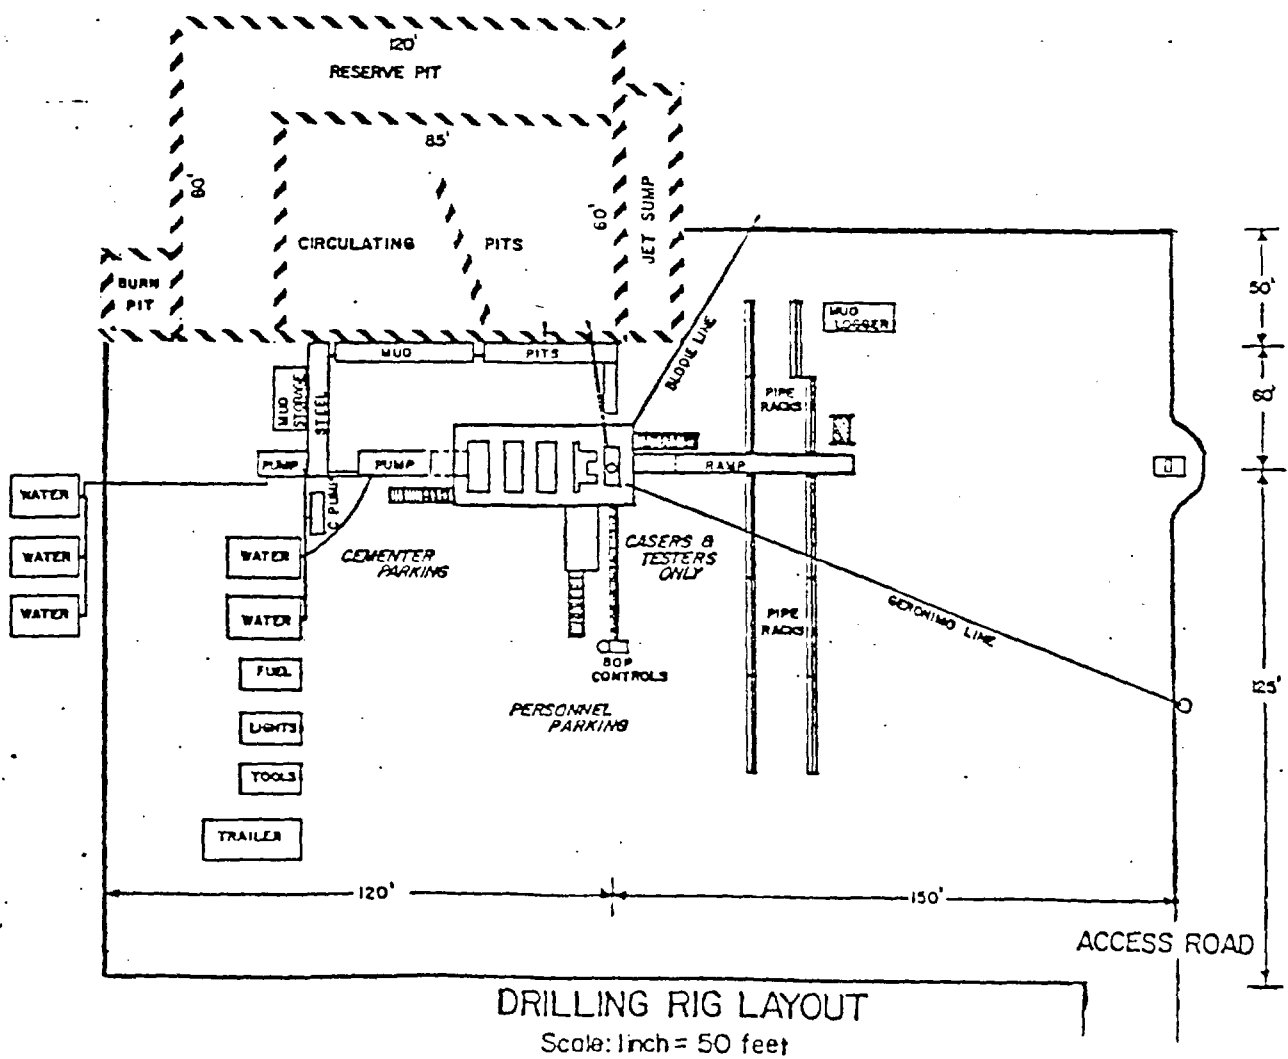 120'
RESERVE PIT
85'
80'
60'
JET SUMP
CIRCULATING PITS
BURN
PIT
50'
MUD
LOGGER
BLOOIE LINE
MUD PITS
MUD
STORAGE
STEEL
PIPE
RACKS
PUMP
PUMP
RAMP
WATER
C PUMP
WATER
WATER
CEMENTER
PARKING
CASERS &
TESTERS
ONLY
WATER
WATER
GERONIMO LINE
PIPE
RACKS
FUEL
BOP
CONTROLS
125'
LIGHTS
PERSONNEL
PARKING
TOOLS
TRAILER
120'
150'
ACCESS ROAD
DRILLING RIG LAYOUT
Scale: 1inch = 50 feet